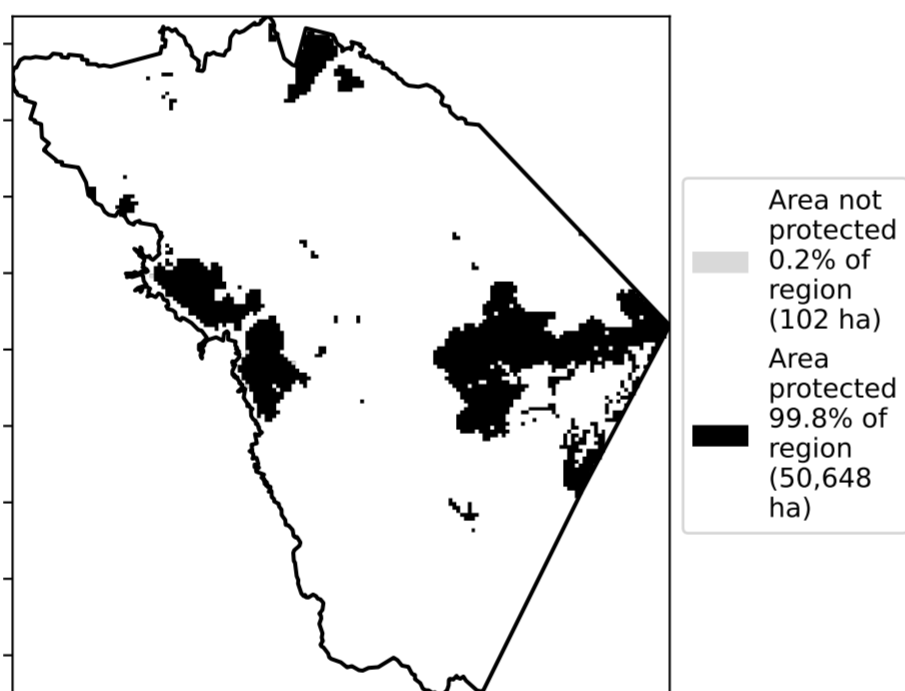 Area not
protected
0.2% of
region
(102 ha)
Area
protected
99.8% of
region
(50,648
ha)